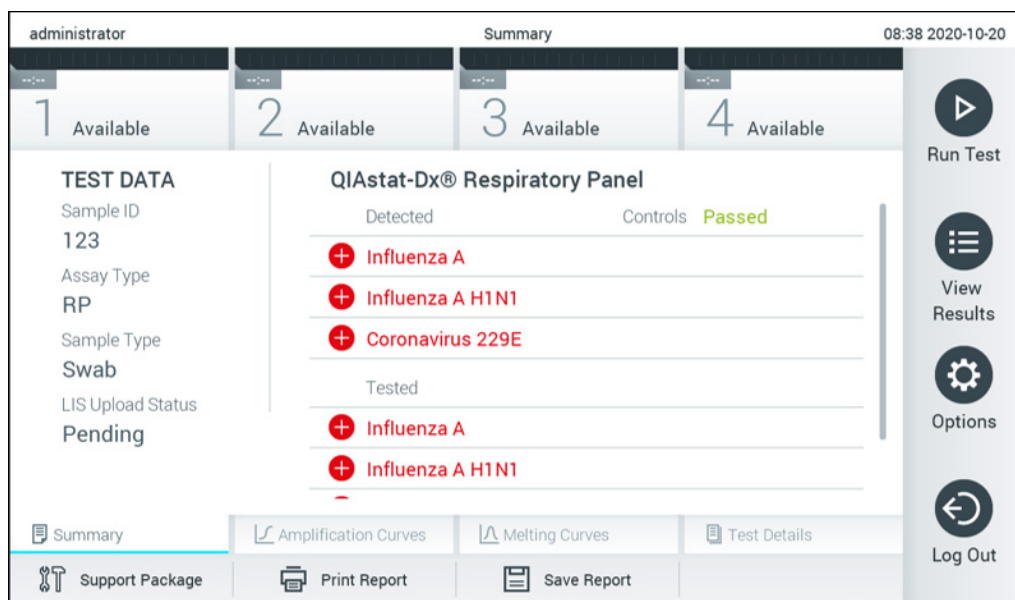 administrator Summary 08:38 2020-10-20
--:-- --:-- --:-- --:--
1 Available 2 Available 3 Available 4 Available
Run Test
TEST DATA
Sample ID
123
Assay Type
RP
Sample Type
Swab
LIS Upload Status
Pending
QIAstat-Dx® Respiratory Panel
Detected Controls Passed
Influenza A
Influenza A H1N1
Coronavirus 229E
Tested
Influenza A
Influenza A H1N1
View
Results
Options
Log Out
Summary Amplification Curves Melting Curves Test Details
Support Package Print Report Save Report